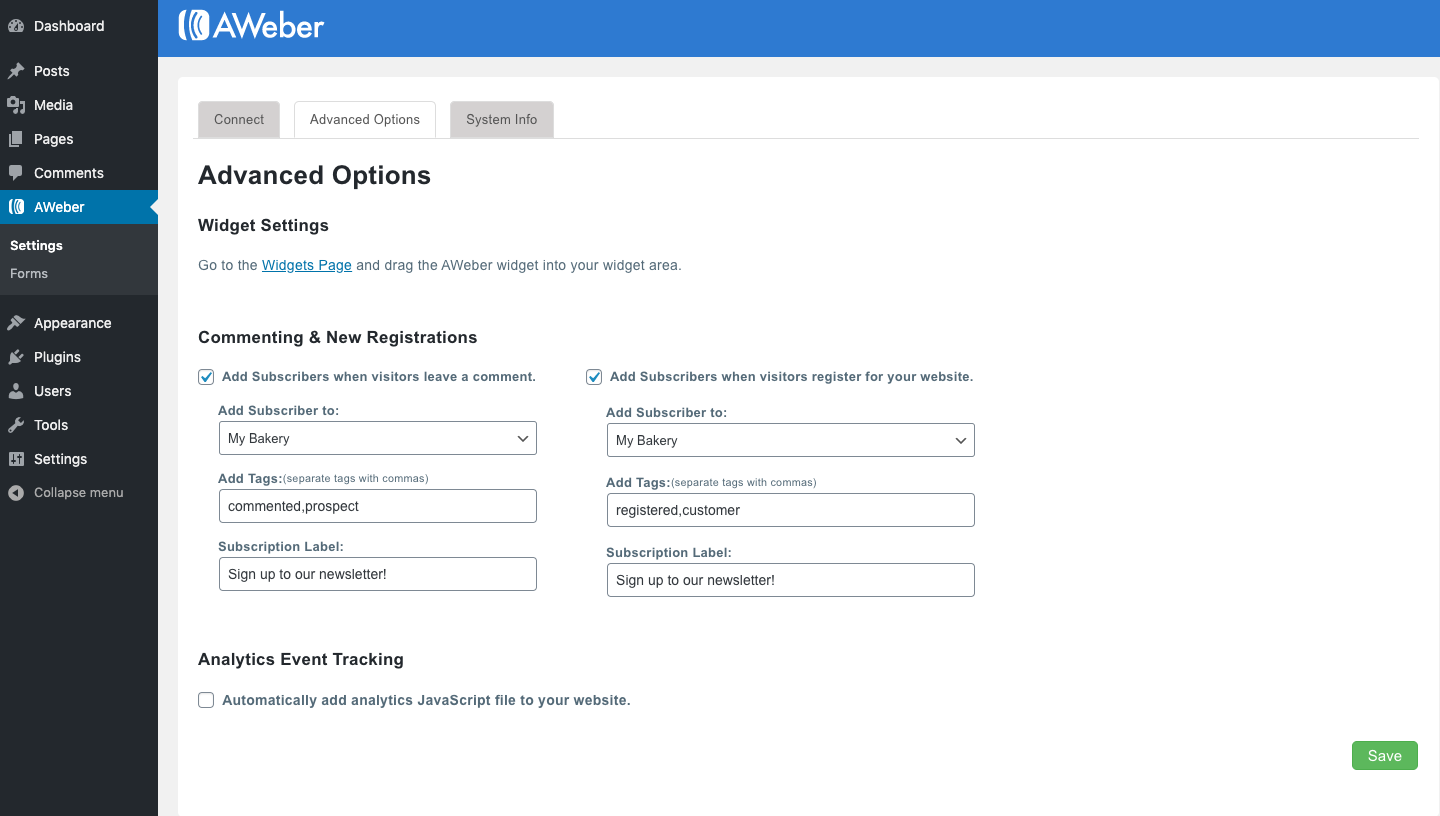 Dashboard
Posts
Media
Pages
Comments
AWeber
Settings
Forms
Appearance
Plugins
Users
Tools
Settings
Collapse menu
AWeber
Connect
Advanced Options
System Info
Advanced Options
Widget Settings
Go to the Widgets Page and drag the AWeber widget into your widget area.
Commenting & New Registrations
Add Subscribers when visitors leave a comment.
Add Subscriber to:
My Bakery
Add Tags:(separate tags with commas)
commented,prospect
Subscription Label:
Sign up to our newsletter!
Add Subscribers when visitors register for your website.
Add Subscriber to:
My Bakery
Add Tags:(separate tags with commas)
registered,customer
Subscription Label:
Sign up to our newsletter!
Analytics Event Tracking
Automatically add analytics JavaScript file to your website.
Save